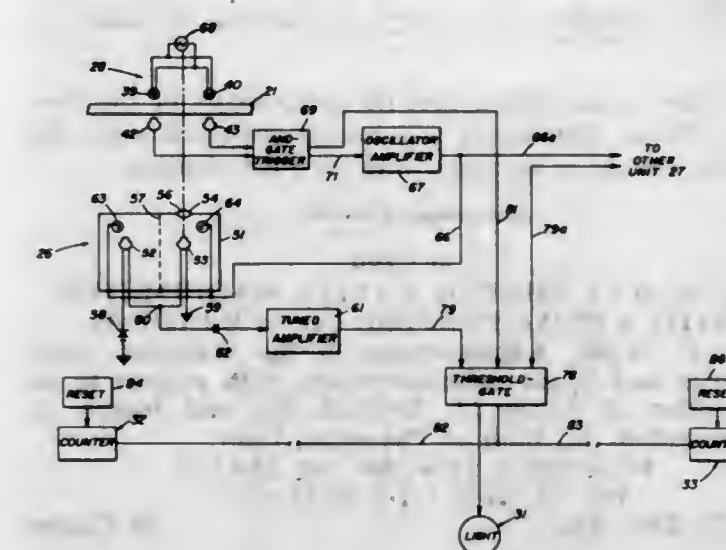 68
28
39
40
21
42
43
69
AND-
GATE
TRIGGER
OSCILLATOR
AMPLIFIER
67
71
66a
TO
OTHER
UNIT 27
81
79a
66
63
57
56
54
64
51
26
52
53
58
60
59
62
TUNED
AMPLIFIER
61
79
THRESHOLD-
GATE
78
RESET
84
COUNTER
32
82
83
33
LIGHT
31